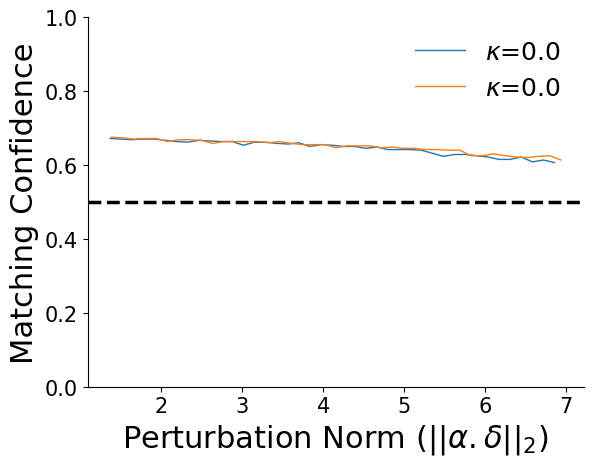 1.0
0.8
0.6
0.4
0.2
0.0
Matching Confidence
κ=0.0
κ=0.0
2 3 4 5 6 7
Perturbation Norm (||α.δ||₂)